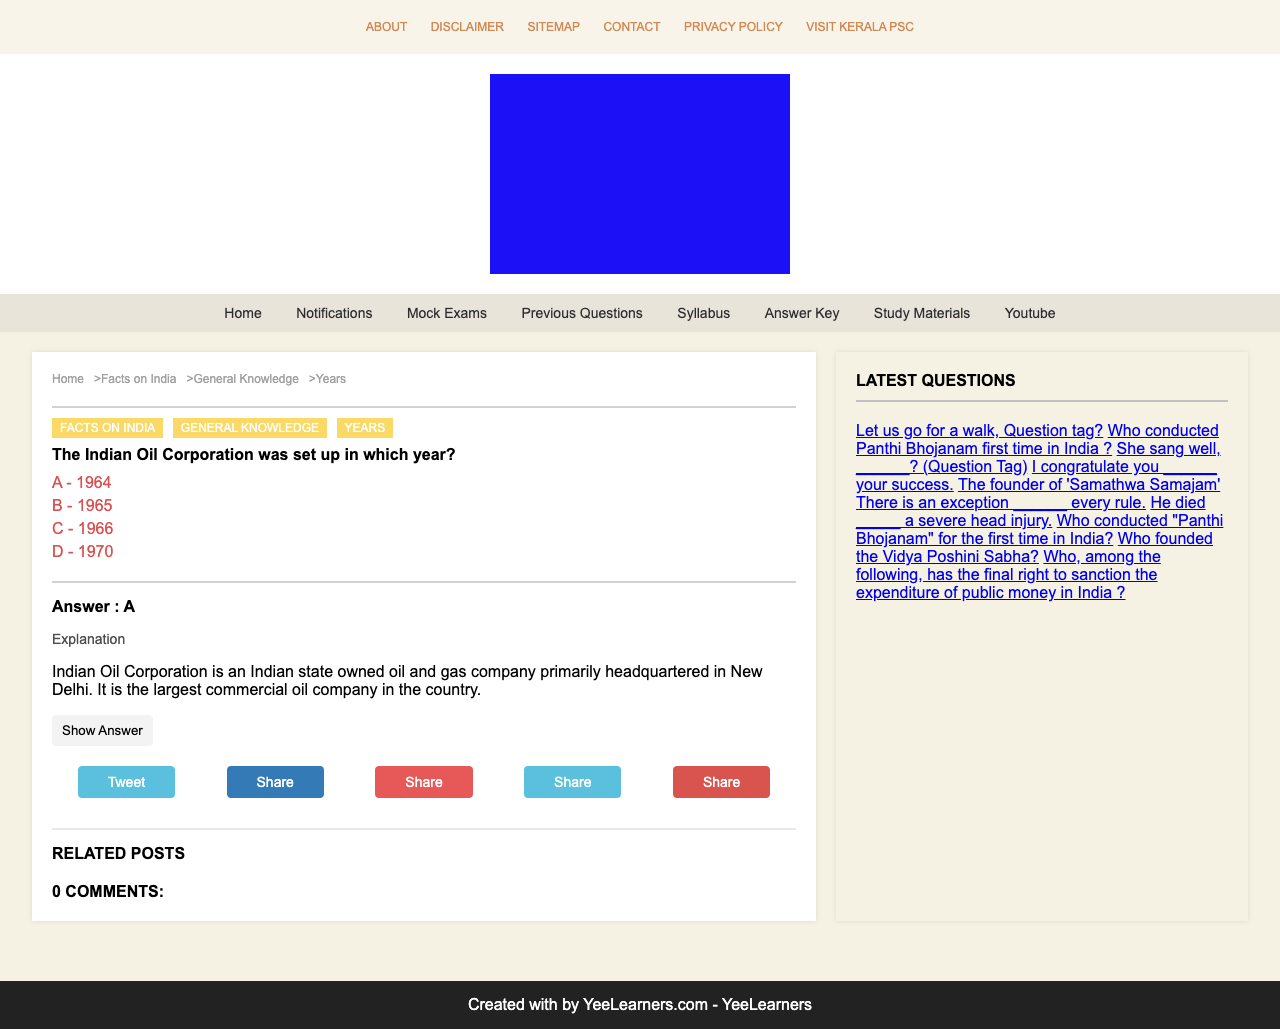 ABOUT DISCLAIMER SITEMAP CONTACT PRIVACY POLICY VISIT KERALA PSC
Home Notifications Mock Exams Previous Questions Syllabus Answer Key Study Materials Youtube
Home >Facts on India >General Knowledge >Years
FACTS ON INDIA GENERAL KNOWLEDGE YEARS
The Indian Oil Corporation was set up in which year?
A - 1964
B - 1965
C - 1966
D - 1970
Answer : A
Explanation
Indian Oil Corporation is an Indian state owned oil and gas company primarily headquartered in New
Delhi. It is the largest commercial oil company in the country.
Show Answer
Tweet Share Share Share Share
RELATED POSTS
0 COMMENTS:
LATEST QUESTIONS
Let us go for a walk, Question tag? Who conducted
Panthi Bhojanam first time in India ? She sang well,
______? (Question Tag) I congratulate you ______
your success. The founder of 'Samathwa Samajam'
There is an exception ______ every rule. He died
_____ a severe head injury. Who conducted "Panthi
Bhojanam" for the first time in India? Who founded
the Vidya Poshini Sabha? Who, among the
following, has the final right to sanction the
expenditure of public money in India ?
Created with by YeeLearners.com - YeeLearners